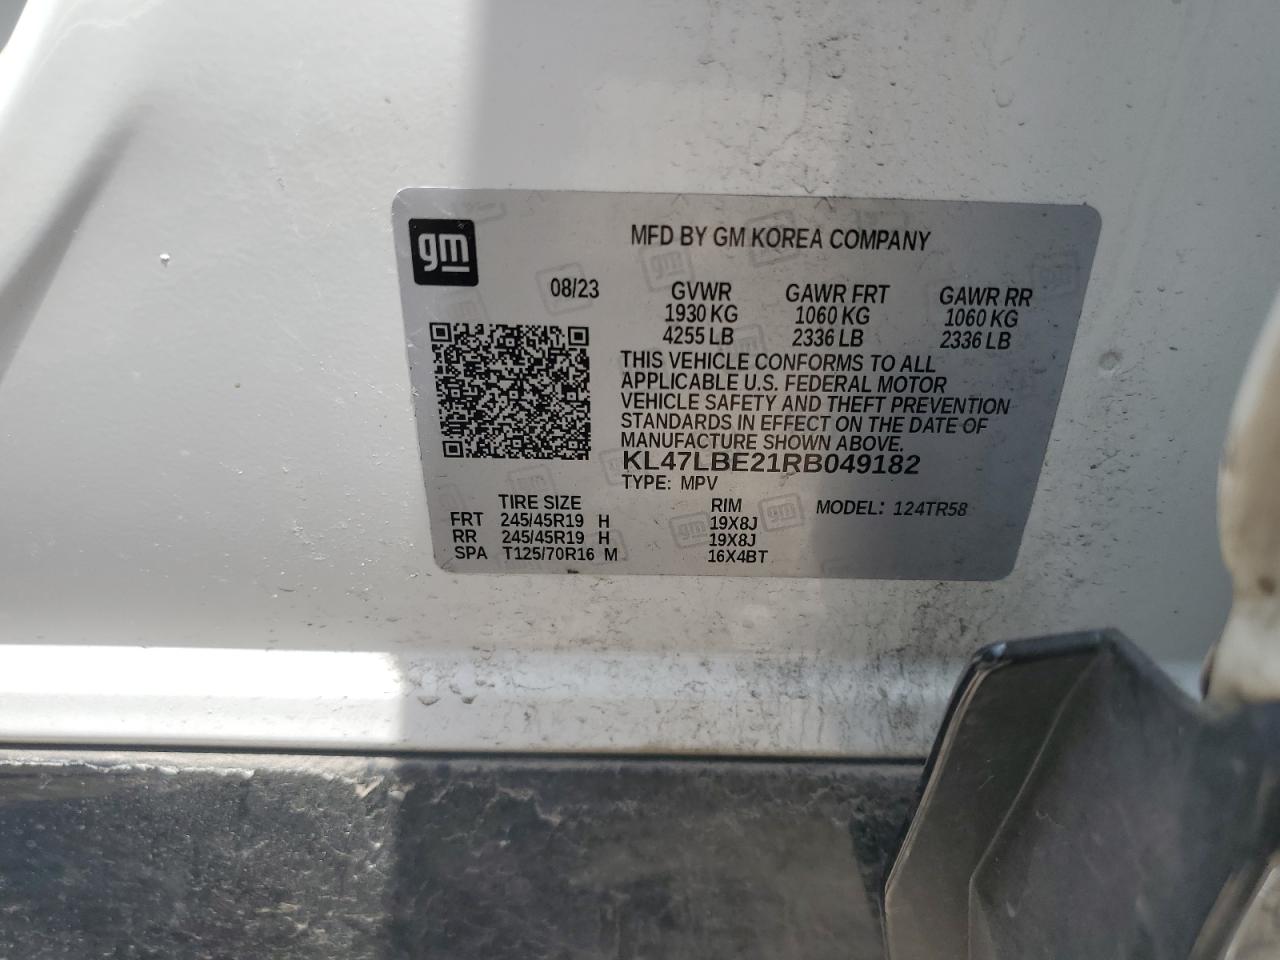 gm
MFD BY GM KOREA COMPANY
08/23 GVWR GAWR FRT GAWR RR
1930 KG 1060 KG 1060 KG
4255 LB 2336 LB 2336 LB
THIS VEHICLE CONFORMS TO ALL
APPLICABLE U.S. FEDERAL MOTOR
VEHICLE SAFETY AND THEFT PREVENTION
STANDARDS IN EFFECT ON THE DATE OF
MANUFACTURE SHOWN ABOVE.
KL47LBE21RB049182
TYPE: MPV
TIRE SIZE RIM MODEL: 124TR58
FRT 245/45R19 H 19X8J
RR 245/45R19 H 19X8J
SPA T125/70R16 M 16X4BT